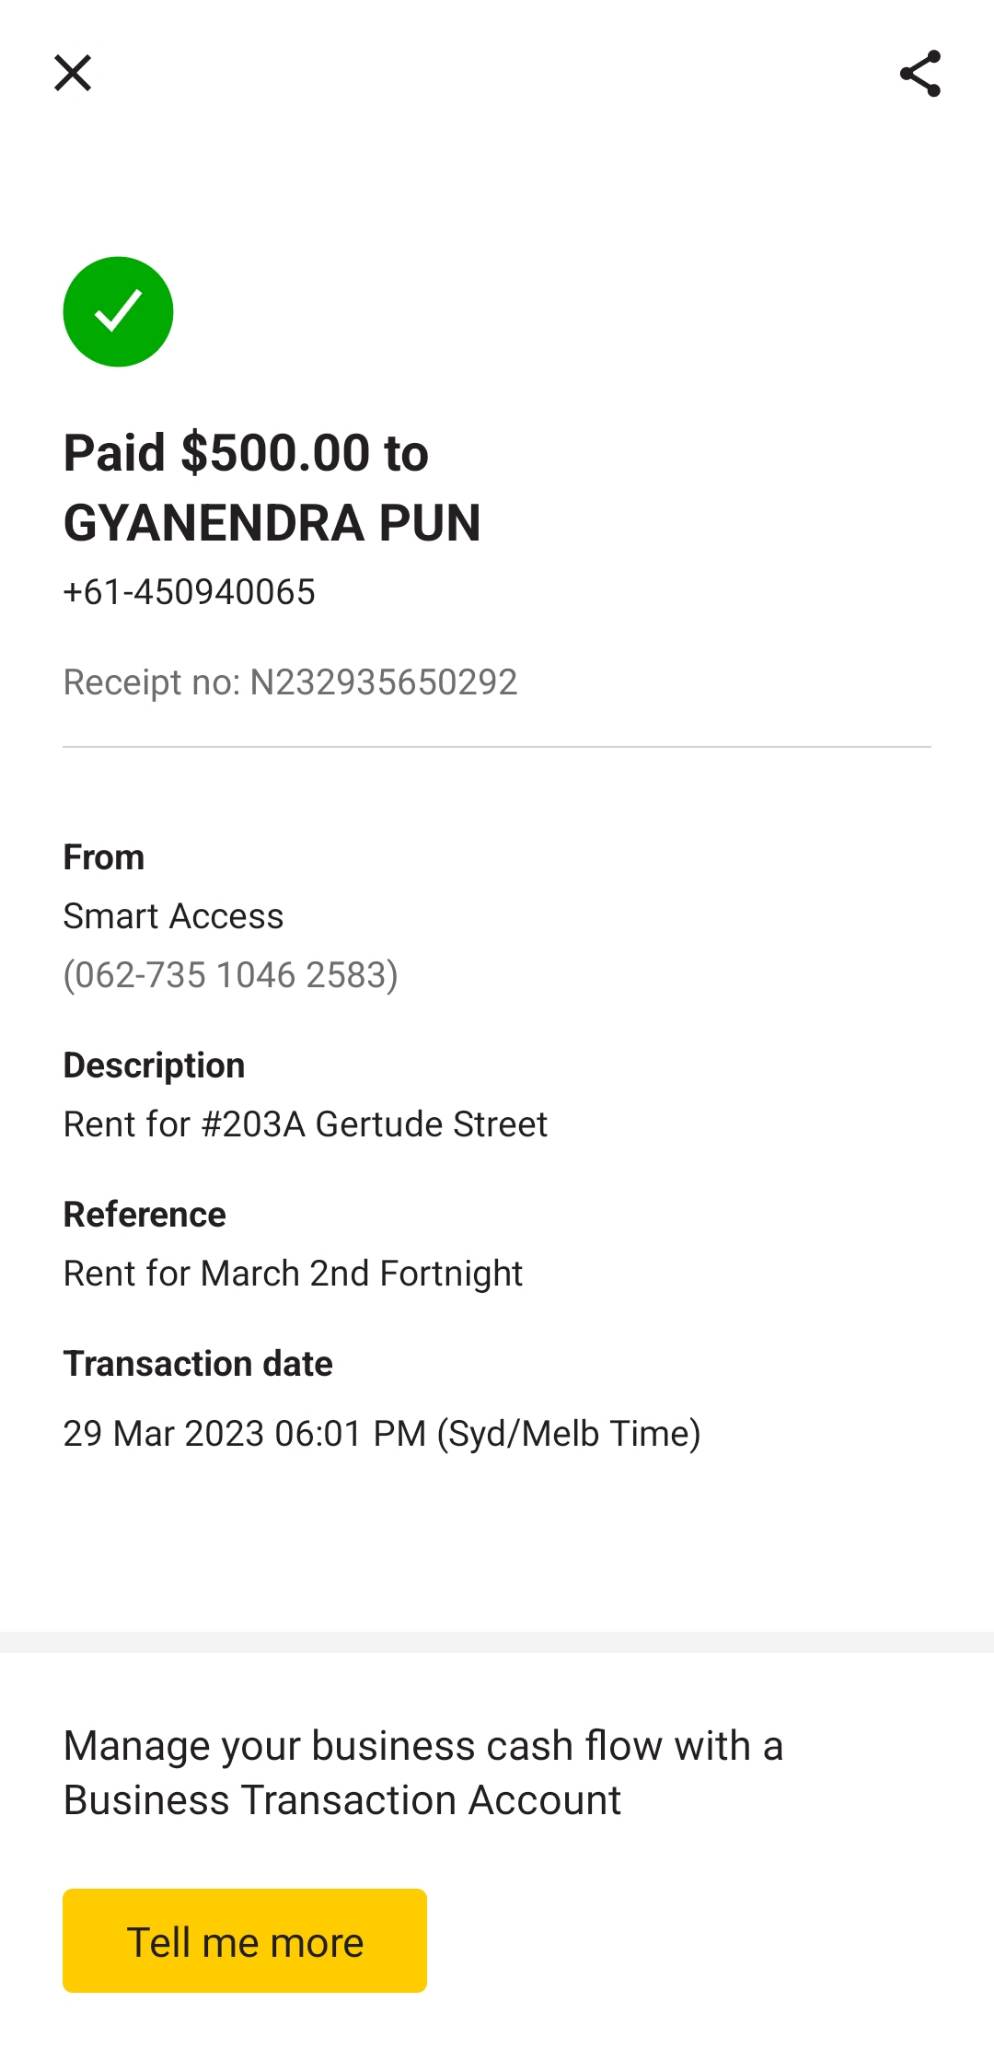 Paid $500.00 to
GYANENDRA PUN
+61-450940065
Receipt no: N232935650292
From
Smart Access
(062-735 1046 2583)
Description
Rent for #203A Gertude Street
Reference
Rent for March 2nd Fortnight
Transaction date
29 Mar 2023 06:01 PM (Syd/Melb Time)
Manage your business cash flow with a
Business Transaction Account
Tell me more